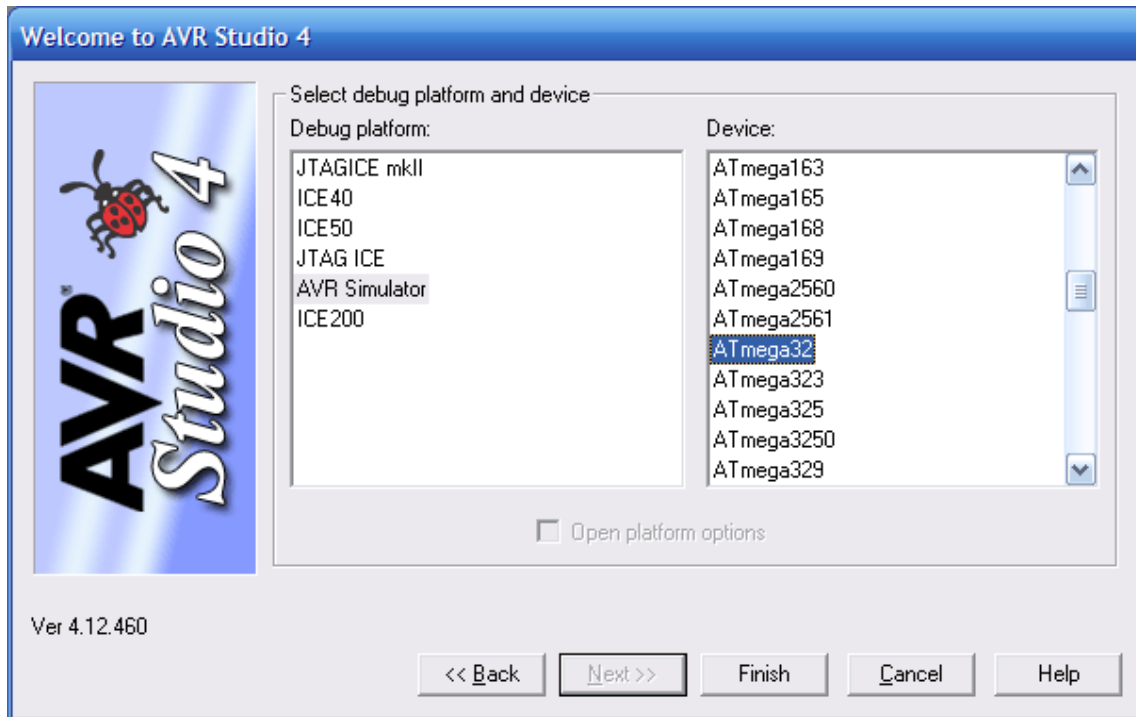 Welcome to AVR Studio 4
AVR®
Studio 4
Select debug platform and device
Debug platform:
JTAGICE mkII
ICE40
ICE50
JTAG ICE
AVR Simulator
ICE200
Device:
ATmega163
ATmega165
ATmega168
ATmega169
ATmega2560
ATmega2561
ATmega32
ATmega323
ATmega325
ATmega3250
ATmega329
Open platform options
Ver 4.12.460
<< Back
Next >>
Finish
Cancel
Help